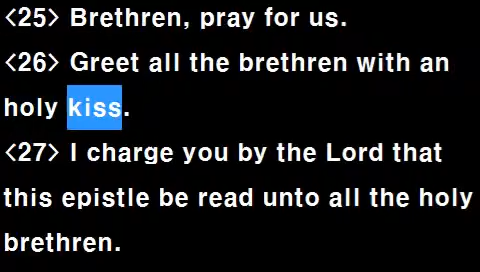 <25> Brethren, pray for us.
<26> Greet all the brethren with an
holy kiss.
<27> I charge you by the Lord that
this epistle be read unto all the holy
brethren.